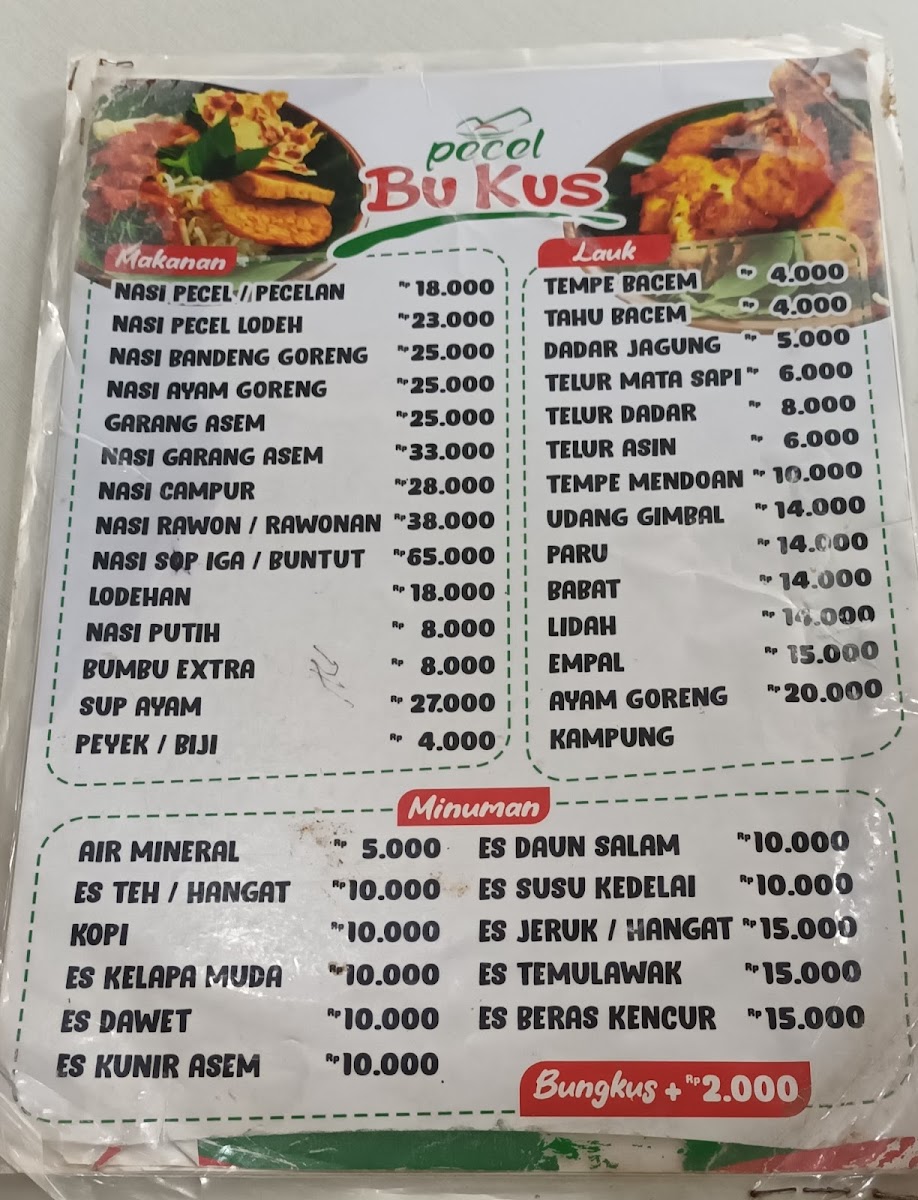 pecel
Bu Kus
Makanan
NASI PECEL / PECELAN Rp 18.000
NASI PECEL LODEH Rp 23.000
NASI BANDENG GORENG Rp 25.000
NASI AYAM GORENG Rp 25.000
GARANG ASEM Rp 25.000
NASI GARANG ASEM Rp 33.000
NASI CAMPUR Rp 28.000
NASI RAWON / RAWONAN Rp 38.000
NASI SOP IGA / BUNTUT Rp 65.000
LODEHAN Rp 18.000
NASI PUTIH Rp 8.000
BUMBU EXTRA Rp 8.000
SUP AYAM Rp 27.000
PEYEK / BIJI Rp 4.000
Lauk
TEMPE BACEM Rp 4.000
TAHU BACEM Rp 4.000
DADAR JAGUNG Rp 5.000
TELUR MATA SAPI Rp 6.000
TELUR DADAR Rp 8.000
TELUR ASIN Rp 6.000
TEMPE MENDOAN Rp 10.000
UDANG GIMBAL Rp 14.000
PARU Rp 14.000
BABAT Rp 14.000
LIDAH Rp 14.000
EMPAL Rp 15.000
AYAM GORENG Rp 20.000
KAMPUNG
Minuman
AIR MINERAL Rp 5.000
ES TEH / HANGAT Rp 10.000
KOPI Rp 10.000
ES KELAPA MUDA Rp 10.000
ES DAWET Rp 10.000
ES KUNIR ASEM Rp 10.000
ES DAUN SALAM Rp 10.000
ES SUSU KEDELAI Rp 10.000
ES JERUK / HANGAT Rp 15.000
ES TEMULAWAK Rp 15.000
ES BERAS KENCUR Rp 15.000
Bungkus + Rp 2.000